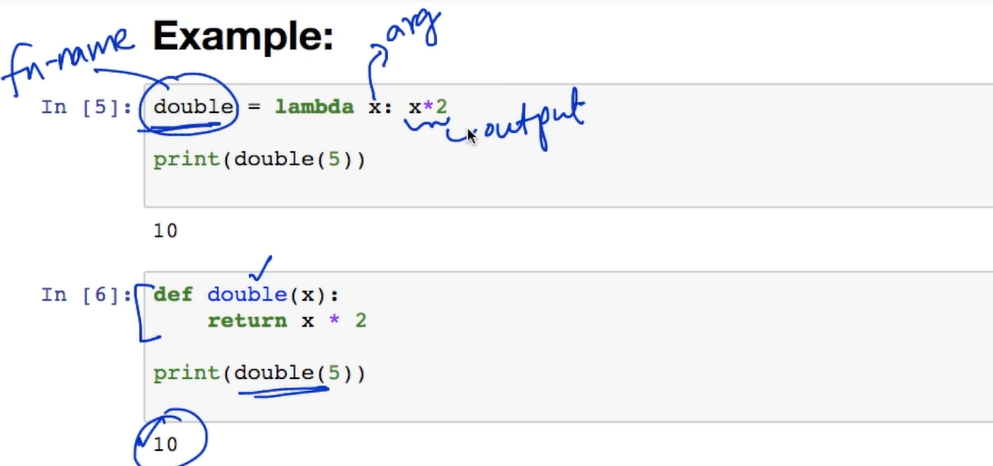 Example:
fn-name
arg
In [5]: double = lambda x: x*2
output
print(double(5))
10
In [6]: def double(x):
return x * 2
print(double(5))
10